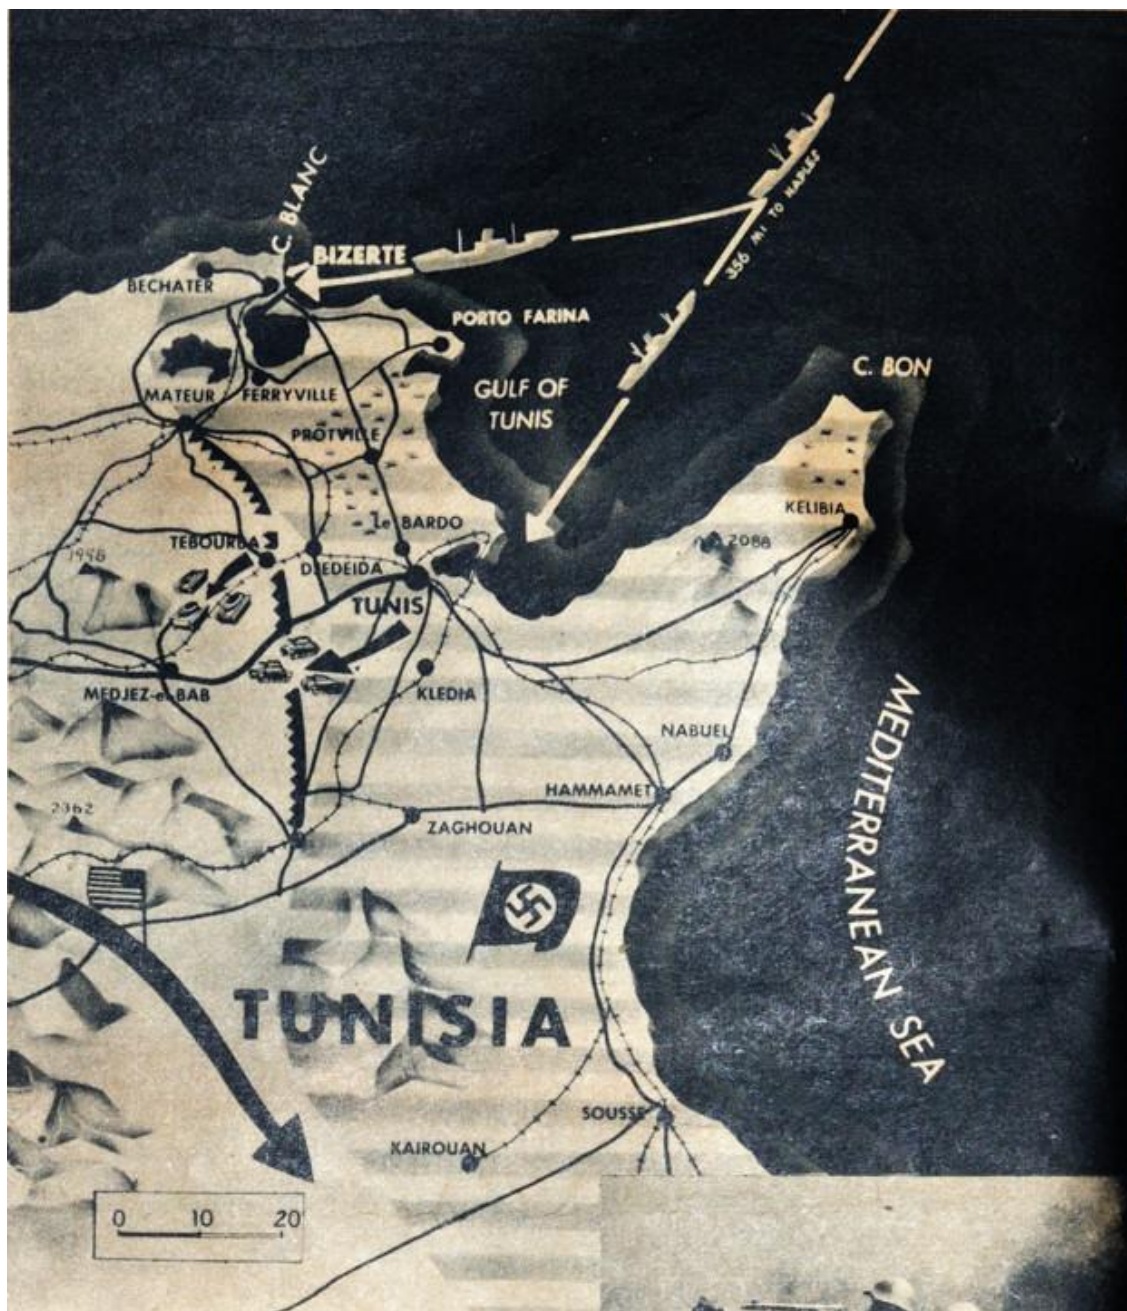 C. BLANC
BIZERTE
BECHATER
356 MI TO NAPLES
PORTO FARINA
C. BON
GULF OF
TUNIS
MATEUR
FERRYVILLE
PROTVILLE
KELIBIA
Le BARDO
TEBOURBA
2088
1998
DJEDEIDA
TUNIS
MEDJEZ-el-BAB
KLEDIA
NABUEL
MEDITERRANEAN SEA
HAMMAMET
2362
ZAGHOUAN
TUNISIA
SOUSSE
KAIROUAN
0 10 20